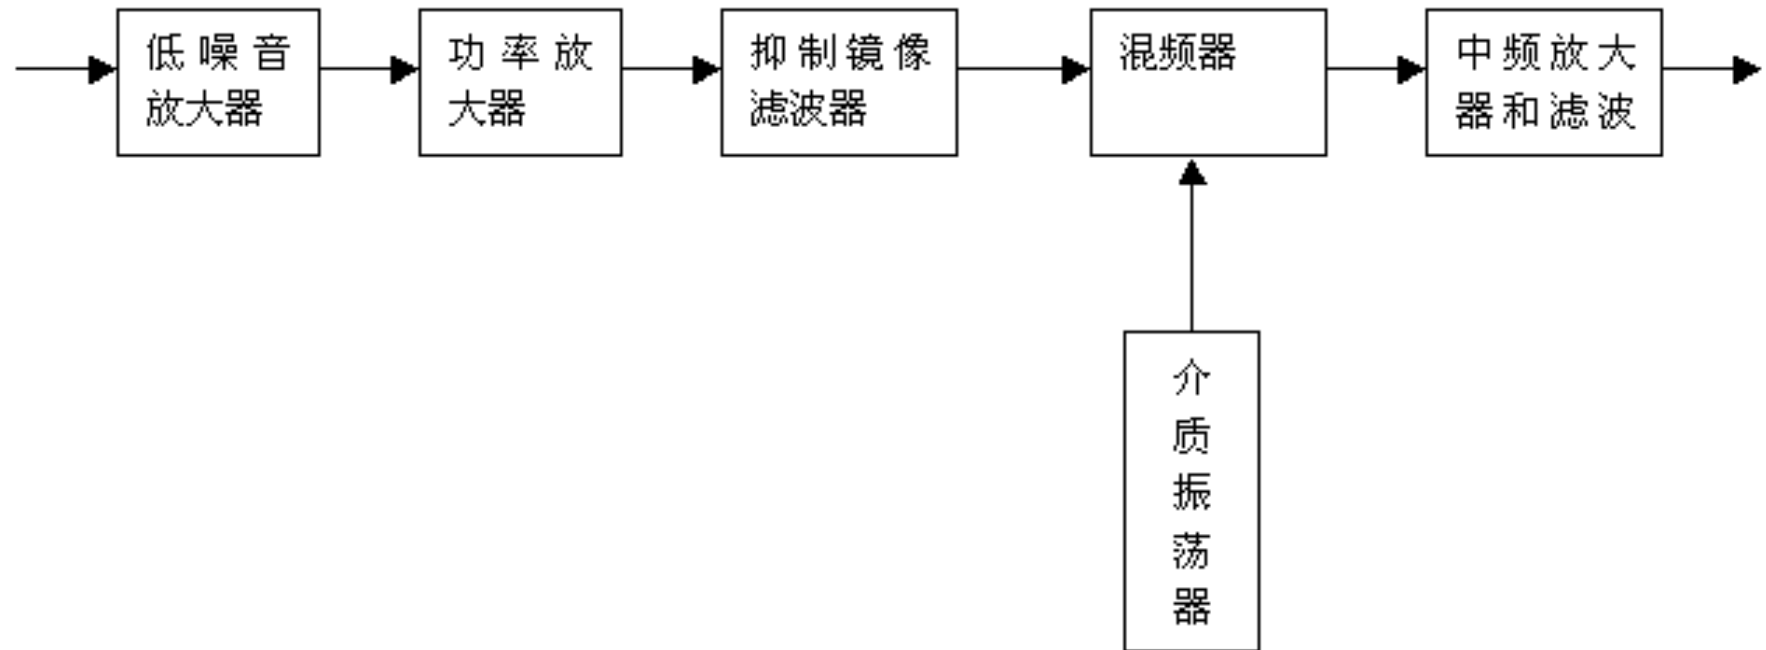 低噪音
放大器
功率放
大器
抑制镜像
滤波器
混频器
中频放大
器和滤波
介
质
振
荡
器